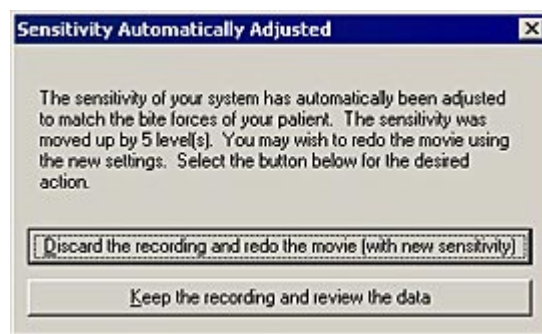 Sensitivity Automatically Adjusted
The sensitivity of your system has automatically been adjusted
to match the bite forces of your patient. The sensitivity was
moved up by 5 level(s). You may wish to redo the movie using
the new settings. Select the button below for the desired
action.
Discard the recording and redo the movie (with new sensitivity)
Keep the recording and review the data